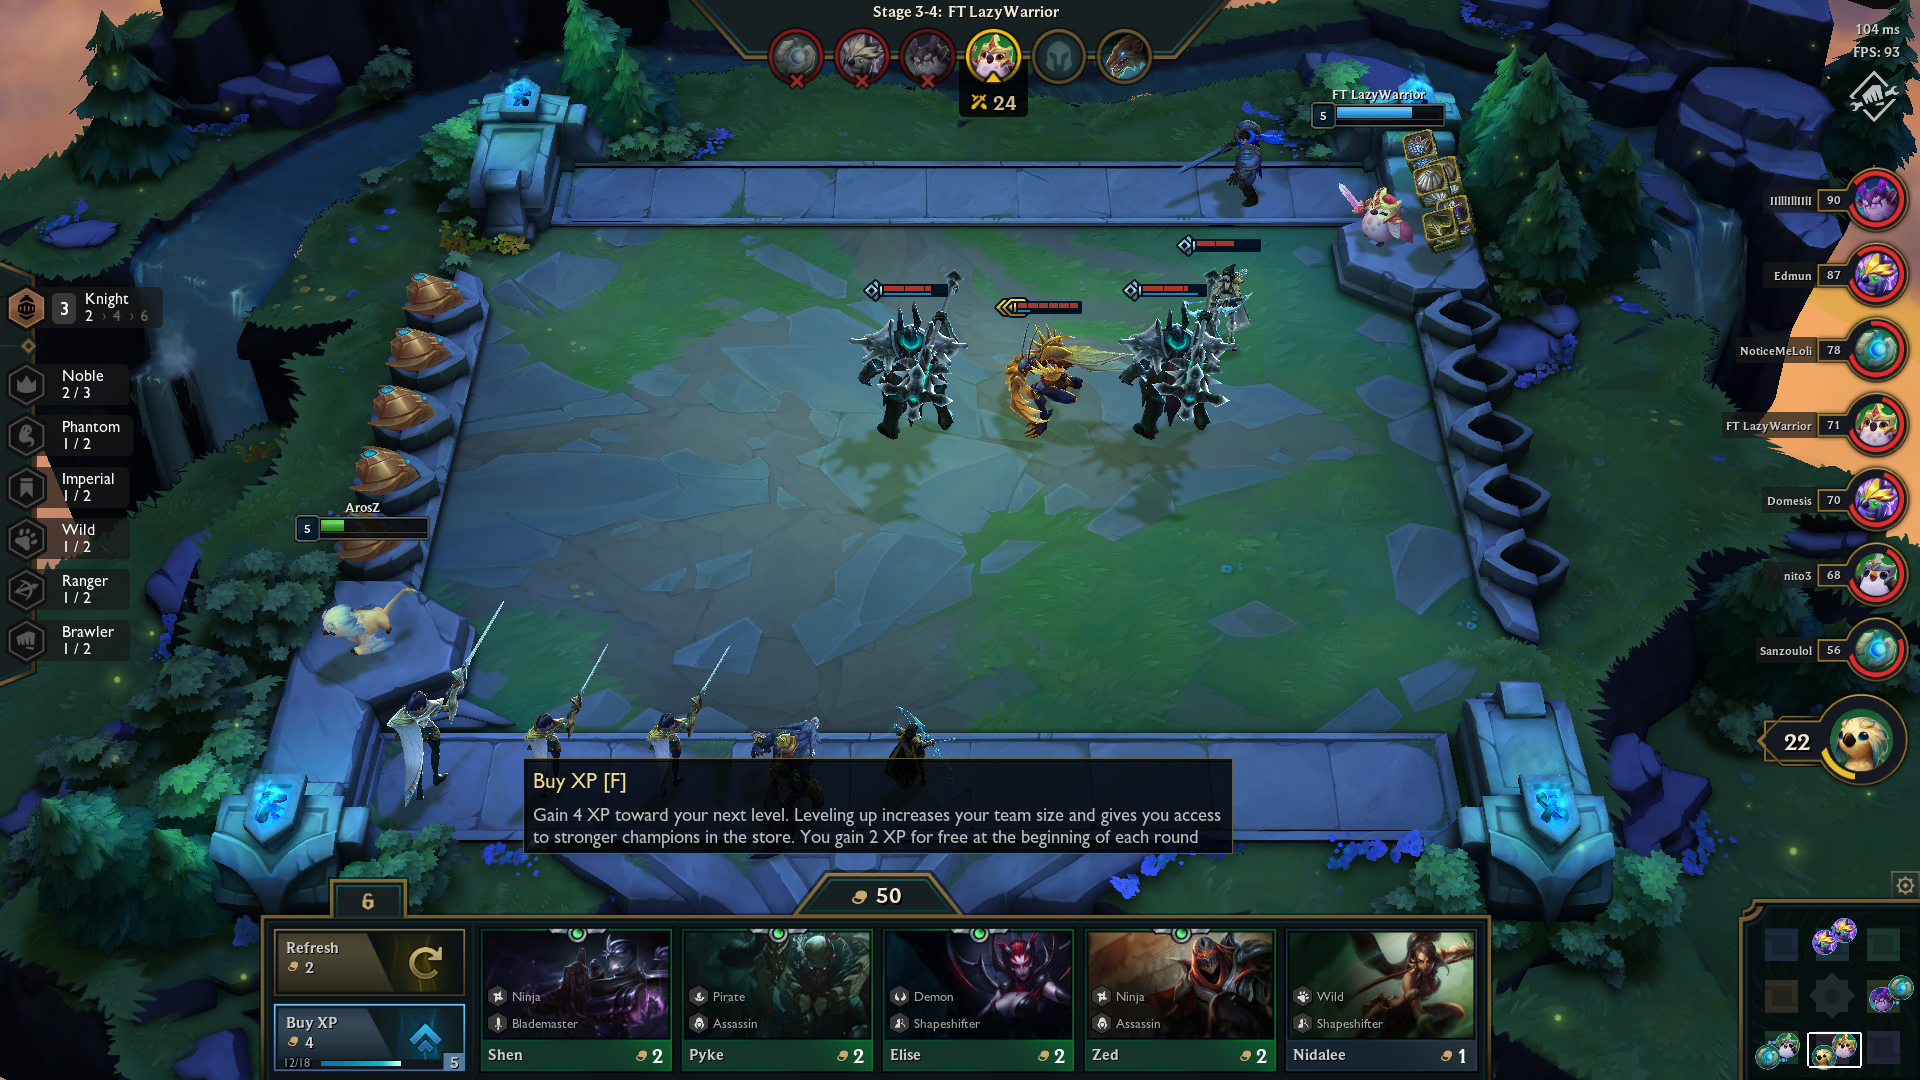 Stage 3-4: FT LazyWarrior
104 ms
FPS: 93
24
FT LazyWarrior
5
90
Edmun 87
NoticeMeLoli 78
FT LazyWarrior 71
Domesis 70
nito3 68
Sanzoulol 56
22
3 Knight
2 › 4 › 6
Noble
2 / 3
Phantom
1 / 2
Imperial
1 / 2
Wild
1 / 2
Ranger
1 / 2
Brawler
1 / 2
ArosZ
5
Buy XP [F]
Gain 4 XP toward your next level. Leveling up increases your team size and gives you access
to stronger champions in the store. You gain 2 XP for free at the beginning of each round
6
50
Refresh
2
Buy XP
4
12/18
5
Ninja
Blademaster
Shen 2
Pirate
Assassin
Pyke 2
Demon
Shapeshifter
Elise 2
Ninja
Assassin
Zed 2
Wild
Shapeshifter
Nidalee 1